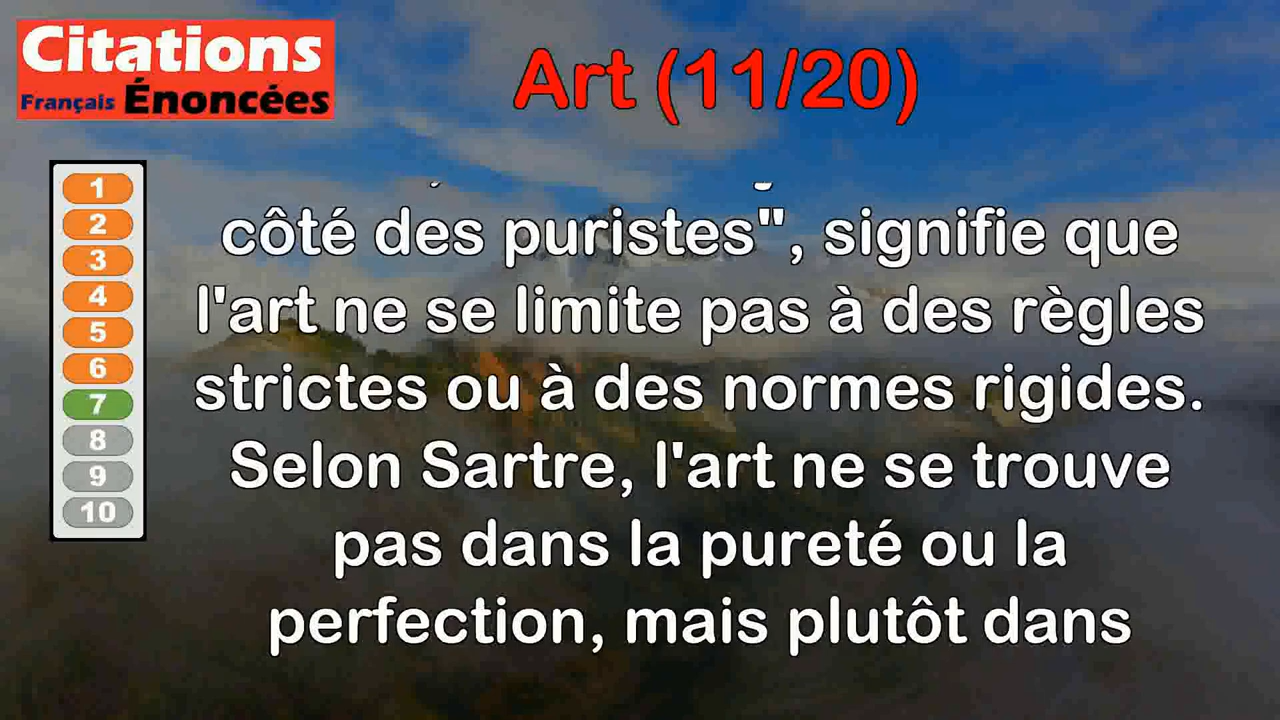 Citations
Français Énoncées
Art (11/20)
1
2
3
4
5
6
7
8
9
10
côté des puristes", signifie que
l'art ne se limite pas à des règles
strictes ou à des normes rigides.
Selon Sartre, l'art ne se trouve
pas dans la pureté ou la
perfection, mais plutôt dans